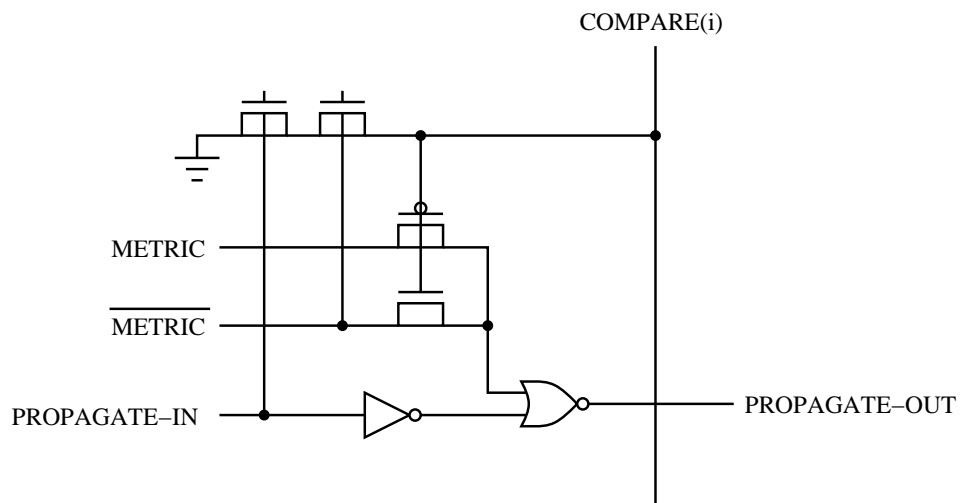 COMPARE(i)
METRIC
METRIC
PROPAGATE−IN
PROPAGATE−OUT